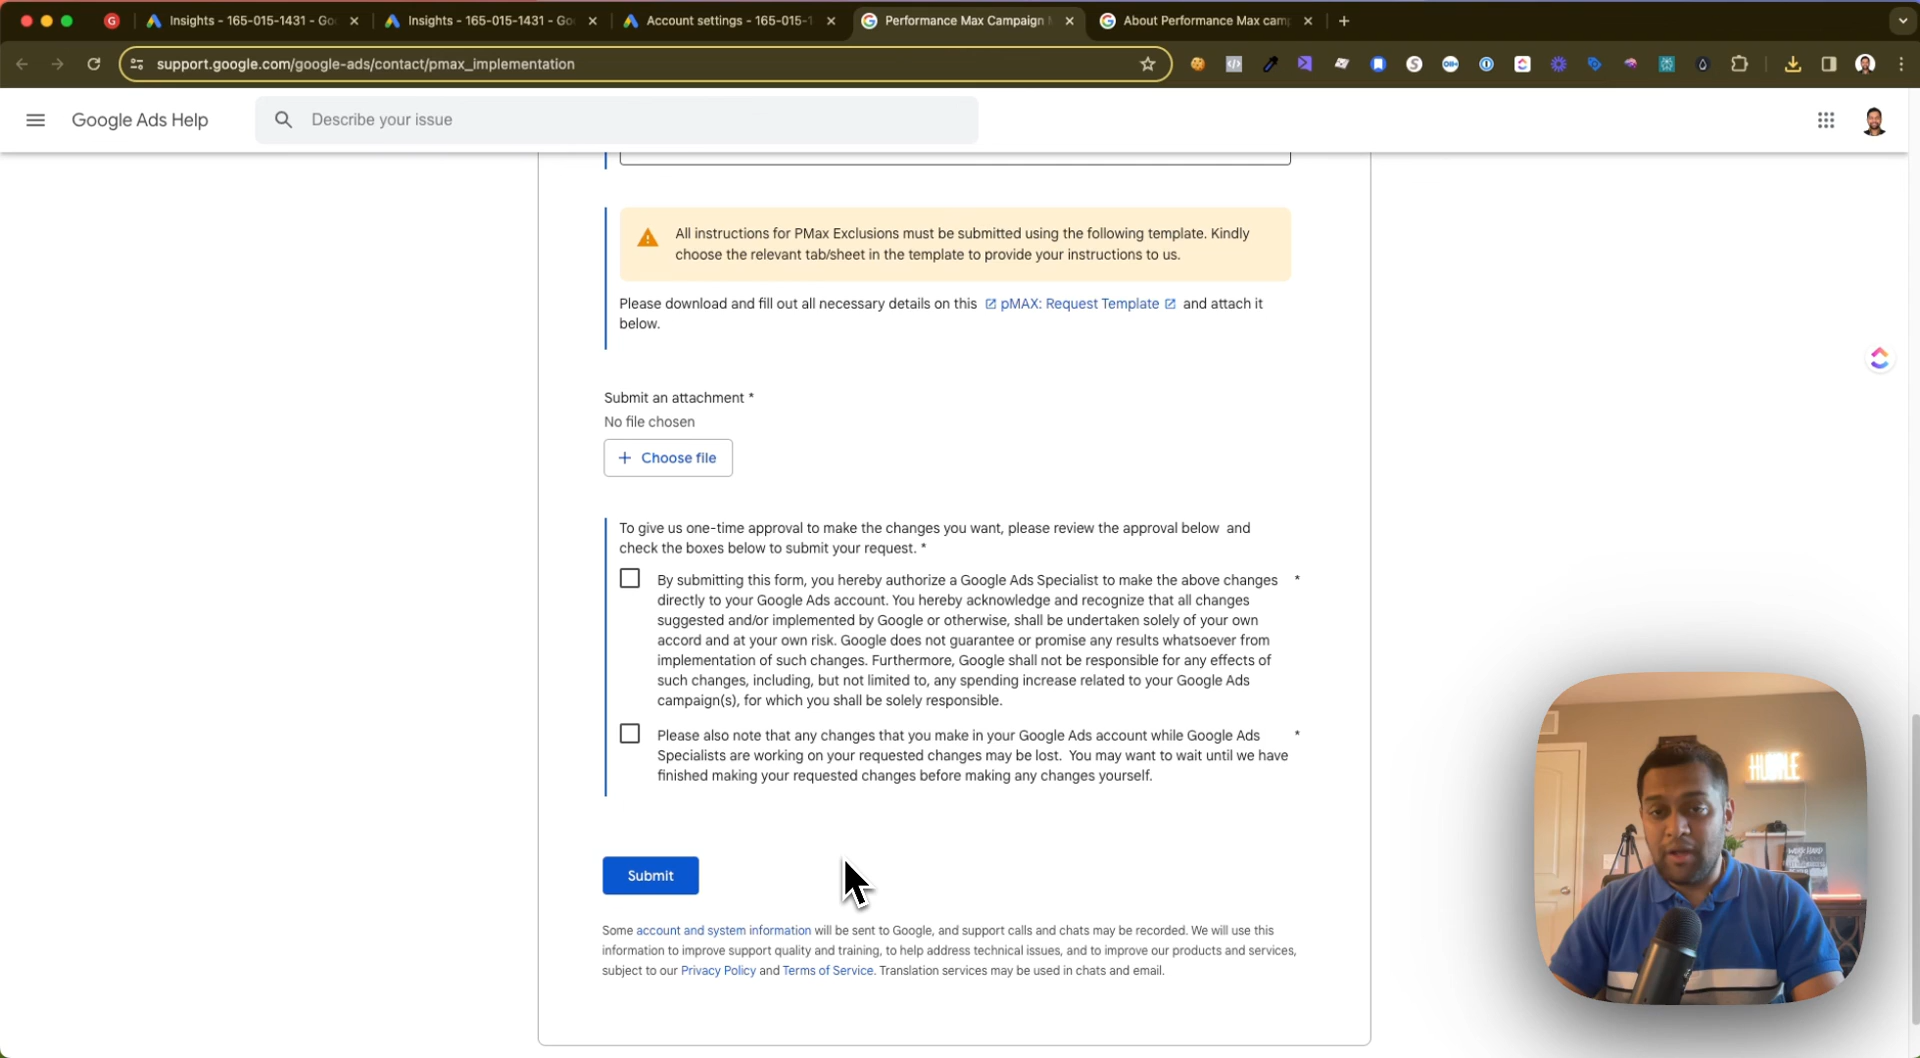 Insights - 165-015-1431 - Go
Insights - 165-015-1431 - Go
Account settings - 165-015-1
Performance Max Campaign
About Performance Max cam
support.google.com/google-ads/contact/pmax_implementation
Google Ads Help
Describe your issue
All instructions for PMax Exclusions must be submitted using the following template. Kindly
choose the relevant tab/sheet in the template to provide your instructions to us.
Please download and fill out all necessary details on this pMAX: Request Template and attach it
below.
Submit an attachment *
No file chosen
+ Choose file
To give us one-time approval to make the changes you want, please review the approval below and
check the boxes below to submit your request. *
By submitting this form, you hereby authorize a Google Ads Specialist to make the above changes *
directly to your Google Ads account. You hereby acknowledge and recognize that all changes
suggested and/or implemented by Google or otherwise, shall be undertaken solely of your own
accord and at your own risk. Google does not guarantee or promise any results whatsoever from
implementation of such changes. Furthermore, Google shall not be responsible for any effects of
such changes, including, but not limited to, any spending increase related to your Google Ads
campaign(s), for which you shall be solely responsible.
Please also note that any changes that you make in your Google Ads account while Google Ads *
Specialists are working on your requested changes may be lost. You may want to wait until we have
finished making your requested changes before making any changes yourself.
HUSTLE
WORK HARD
Submit
Some account and system information will be sent to Google, and support calls and chats may be recorded. We will use this
information to improve support quality and training, to help address technical issues, and to improve our products and services,
subject to our Privacy Policy and Terms of Service. Translation services may be used in chats and email.